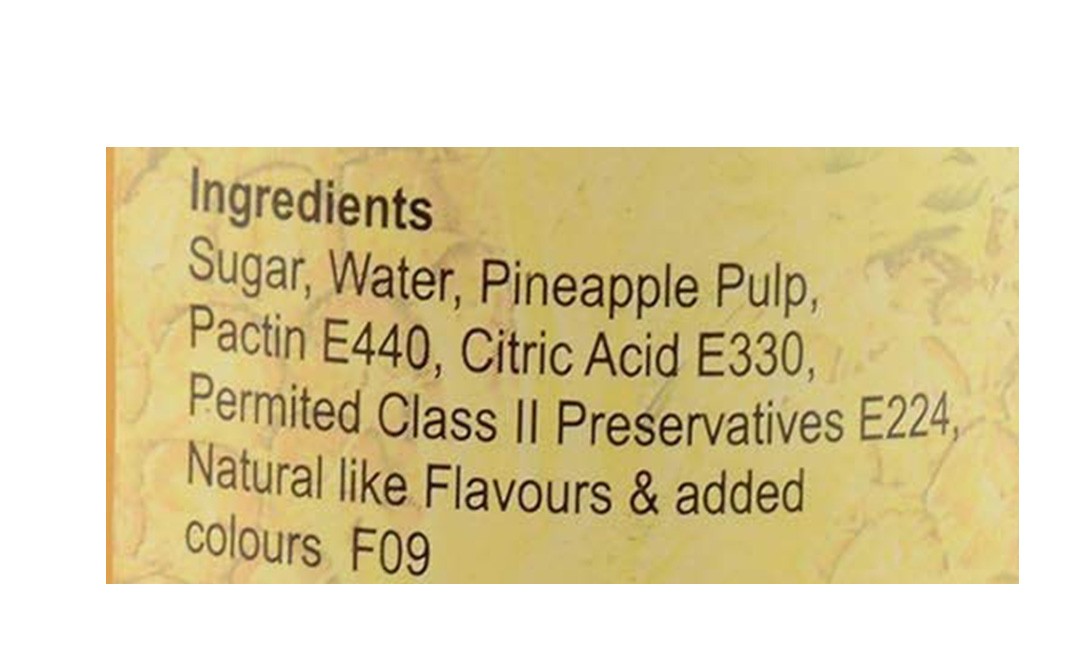 Ingredients
Sugar, Water, Pineapple Pulp,
Pactin E440, Citric Acid E330,
Permited Class II Preservatives E224,
Natural like Flavours & added
colours F09